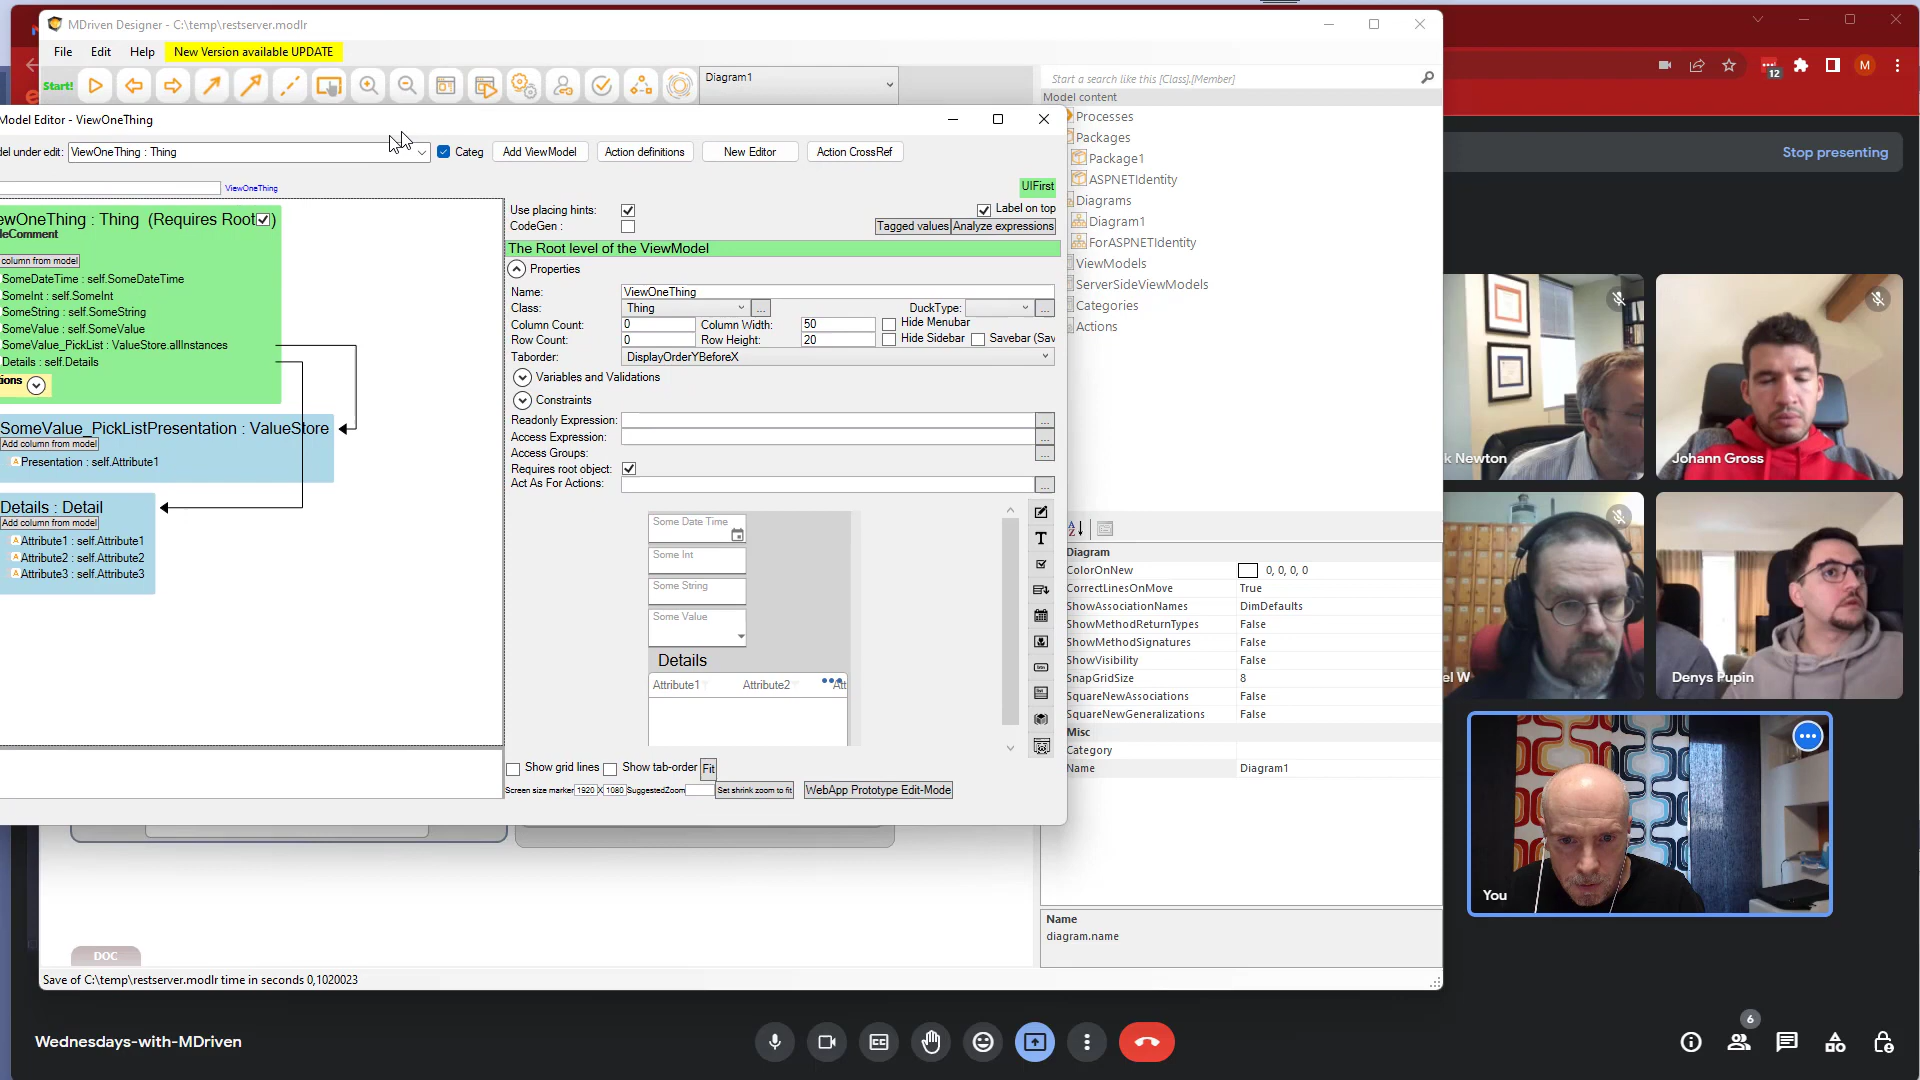 MDriven Designer - C:\temp\restserver.modlr
File Edit Help New Version available UPDATE
Start!
Diagram1
Start a search like this [Class].[Member]
12
M
Model content
Processes
Packages
Package1
ASPNETIdentity
Diagrams
Diagram1
ForASPNETIdentity
ViewModels
ServerSideViewModels
Categories
Actions
Stop presenting
Model Editor - ViewOneThing
del under edit: ViewOneThing : Thing
Categ
Add ViewModel
Action definitions
New Editor
Action CrossRef
ViewOneThing
UIFirst
ewOneThing : Thing (Requires Root )
leComment
column from model
SomeDateTime : self.SomeDateTime
SomeInt : self.SomeInt
SomeString : self.SomeString
SomeValue : self.SomeValue
SomeValue_PickList : ValueStore.allInstances
Details : self.Details
ions
SomeValue_PickListPresentation : ValueStore
Add column from model
Presentation : self.Attribute1
Details : Detail
Add column from model
Attribute1 : self.Attribute1
Attribute2 : self.Attribute2
Attribute3 : self.Attribute3
Use placing hints:
Label on top
CodeGen :
Tagged values
Analyze expressions
The Root level of the ViewModel
Properties
Name: ViewOneThing
Class: Thing ... DuckType: ...
Column Count: 0 Column Width: 50 Hide Menubar
Row Count: 0 Row Height: 20 Hide Sidebar Savebar (Sav
Taborder: DisplayOrderYBeforeX
Variables and Validations
Constraints
Readonly Expression: ...
Access Expression: ...
Access Groups: ...
Requires root object:
Act As For Actions: ...
Some Date Time
Some Int
Some String
Some Value
Details
Attribute1 Attribute2 Att
Show grid lines Show tab-order Fit
Screen size marker 1920 X 1080 SuggestedZoom Set shrink zoom to fit
WebApp Prototype Edit-Mode
Diagram
ColorOnNew 0, 0, 0, 0
CorrectLinesOnMove True
ShowAssociationNames DimDefaults
ShowMethodReturnTypes False
ShowMethodSignatures False
ShowVisibility False
SnapGridSize 8
SquareNewAssociations False
SquareNewGeneralizations False
Misc
Category
Name Diagram1
Name
diagram.name
DOC
Save of C:\temp\restserver.modlr time in seconds 0,1020023
k Newton
Johann Gross
el W
Denys Pupin
You
Wednesdays-with-MDriven
6